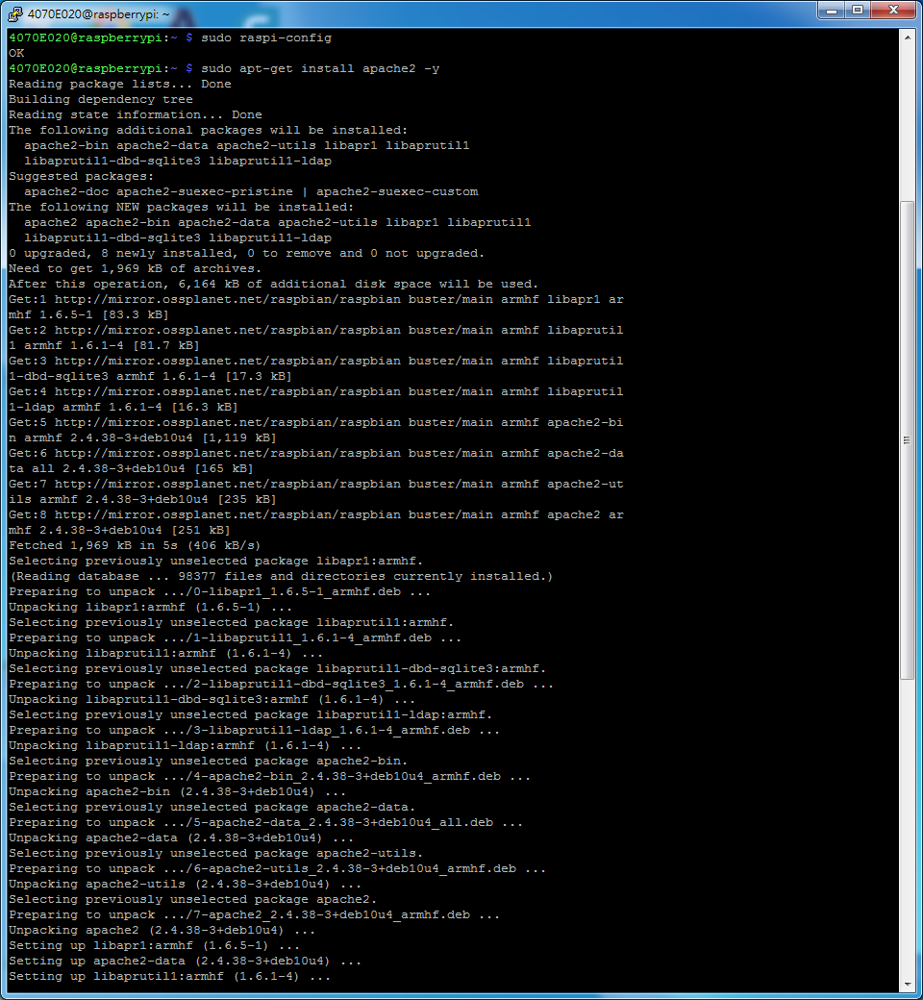 4070E020@raspberrypi: ~
4070E020@raspberrypi:~ $ sudo raspi-config
OK
4070E020@raspberrypi:~ $ sudo apt-get install apache2 -y
Reading package lists... Done
Building dependency tree
Reading state information... Done
The following additional packages will be installed:
  apache2-bin apache2-data apache2-utils libapr1 libaprutil1
  libaprutil1-dbd-sqlite3 libaprutil1-ldap
Suggested packages:
  apache2-doc apache2-suexec-pristine | apache2-suexec-custom
The following NEW packages will be installed:
  apache2 apache2-bin apache2-data apache2-utils libapr1 libaprutil1
  libaprutil1-dbd-sqlite3 libaprutil1-ldap
0 upgraded, 8 newly installed, 0 to remove and 0 not upgraded.
Need to get 1,969 kB of archives.
After this operation, 6,164 kB of additional disk space will be used.
Get:1 http://mirror.ossplanet.net/raspbian/raspbian buster/main armhf libapr1 ar
mhf 1.6.5-1 [83.3 kB]
Get:2 http://mirror.ossplanet.net/raspbian/raspbian buster/main armhf libaprutil
1 armhf 1.6.1-4 [81.7 kB]
Get:3 http://mirror.ossplanet.net/raspbian/raspbian buster/main armhf libaprutil
1-dbd-sqlite3 armhf 1.6.1-4 [17.3 kB]
Get:4 http://mirror.ossplanet.net/raspbian/raspbian buster/main armhf libaprutil
1-ldap armhf 1.6.1-4 [16.3 kB]
Get:5 http://mirror.ossplanet.net/raspbian/raspbian buster/main armhf apache2-bi
n armhf 2.4.38-3+deb10u4 [1,119 kB]
Get:6 http://mirror.ossplanet.net/raspbian/raspbian buster/main armhf apache2-da
ta all 2.4.38-3+deb10u4 [165 kB]
Get:7 http://mirror.ossplanet.net/raspbian/raspbian buster/main armhf apache2-ut
ils armhf 2.4.38-3+deb10u4 [235 kB]
Get:8 http://mirror.ossplanet.net/raspbian/raspbian buster/main armhf apache2 ar
mhf 2.4.38-3+deb10u4 [251 kB]
Fetched 1,969 kB in 5s (406 kB/s)
Selecting previously unselected package libapr1:armhf.
(Reading database ... 98377 files and directories currently installed.)
Preparing to unpack .../0-libapr1_1.6.5-1_armhf.deb ...
Unpacking libapr1:armhf (1.6.5-1) ...
Selecting previously unselected package libaprutil1:armhf.
Preparing to unpack .../1-libaprutil1_1.6.1-4_armhf.deb ...
Unpacking libaprutil1:armhf (1.6.1-4) ...
Selecting previously unselected package libaprutil1-dbd-sqlite3:armhf.
Preparing to unpack .../2-libaprutil1-dbd-sqlite3_1.6.1-4_armhf.deb ...
Unpacking libaprutil1-dbd-sqlite3:armhf (1.6.1-4) ...
Selecting previously unselected package libaprutil1-ldap:armhf.
Preparing to unpack .../3-libaprutil1-ldap_1.6.1-4_armhf.deb ...
Unpacking libaprutil1-ldap:armhf (1.6.1-4) ...
Selecting previously unselected package apache2-bin.
Preparing to unpack .../4-apache2-bin_2.4.38-3+deb10u4_armhf.deb ...
Unpacking apache2-bin (2.4.38-3+deb10u4) ...
Selecting previously unselected package apache2-data.
Preparing to unpack .../5-apache2-data_2.4.38-3+deb10u4_all.deb ...
Unpacking apache2-data (2.4.38-3+deb10u4) ...
Selecting previously unselected package apache2-utils.
Preparing to unpack .../6-apache2-utils_2.4.38-3+deb10u4_armhf.deb ...
Unpacking apache2-utils (2.4.38-3+deb10u4) ...
Selecting previously unselected package apache2.
Preparing to unpack .../7-apache2_2.4.38-3+deb10u4_armhf.deb ...
Unpacking apache2 (2.4.38-3+deb10u4) ...
Setting up libapr1:armhf (1.6.5-1) ...
Setting up apache2-data (2.4.38-3+deb10u4) ...
Setting up libaprutil1:armhf (1.6.1-4) ...